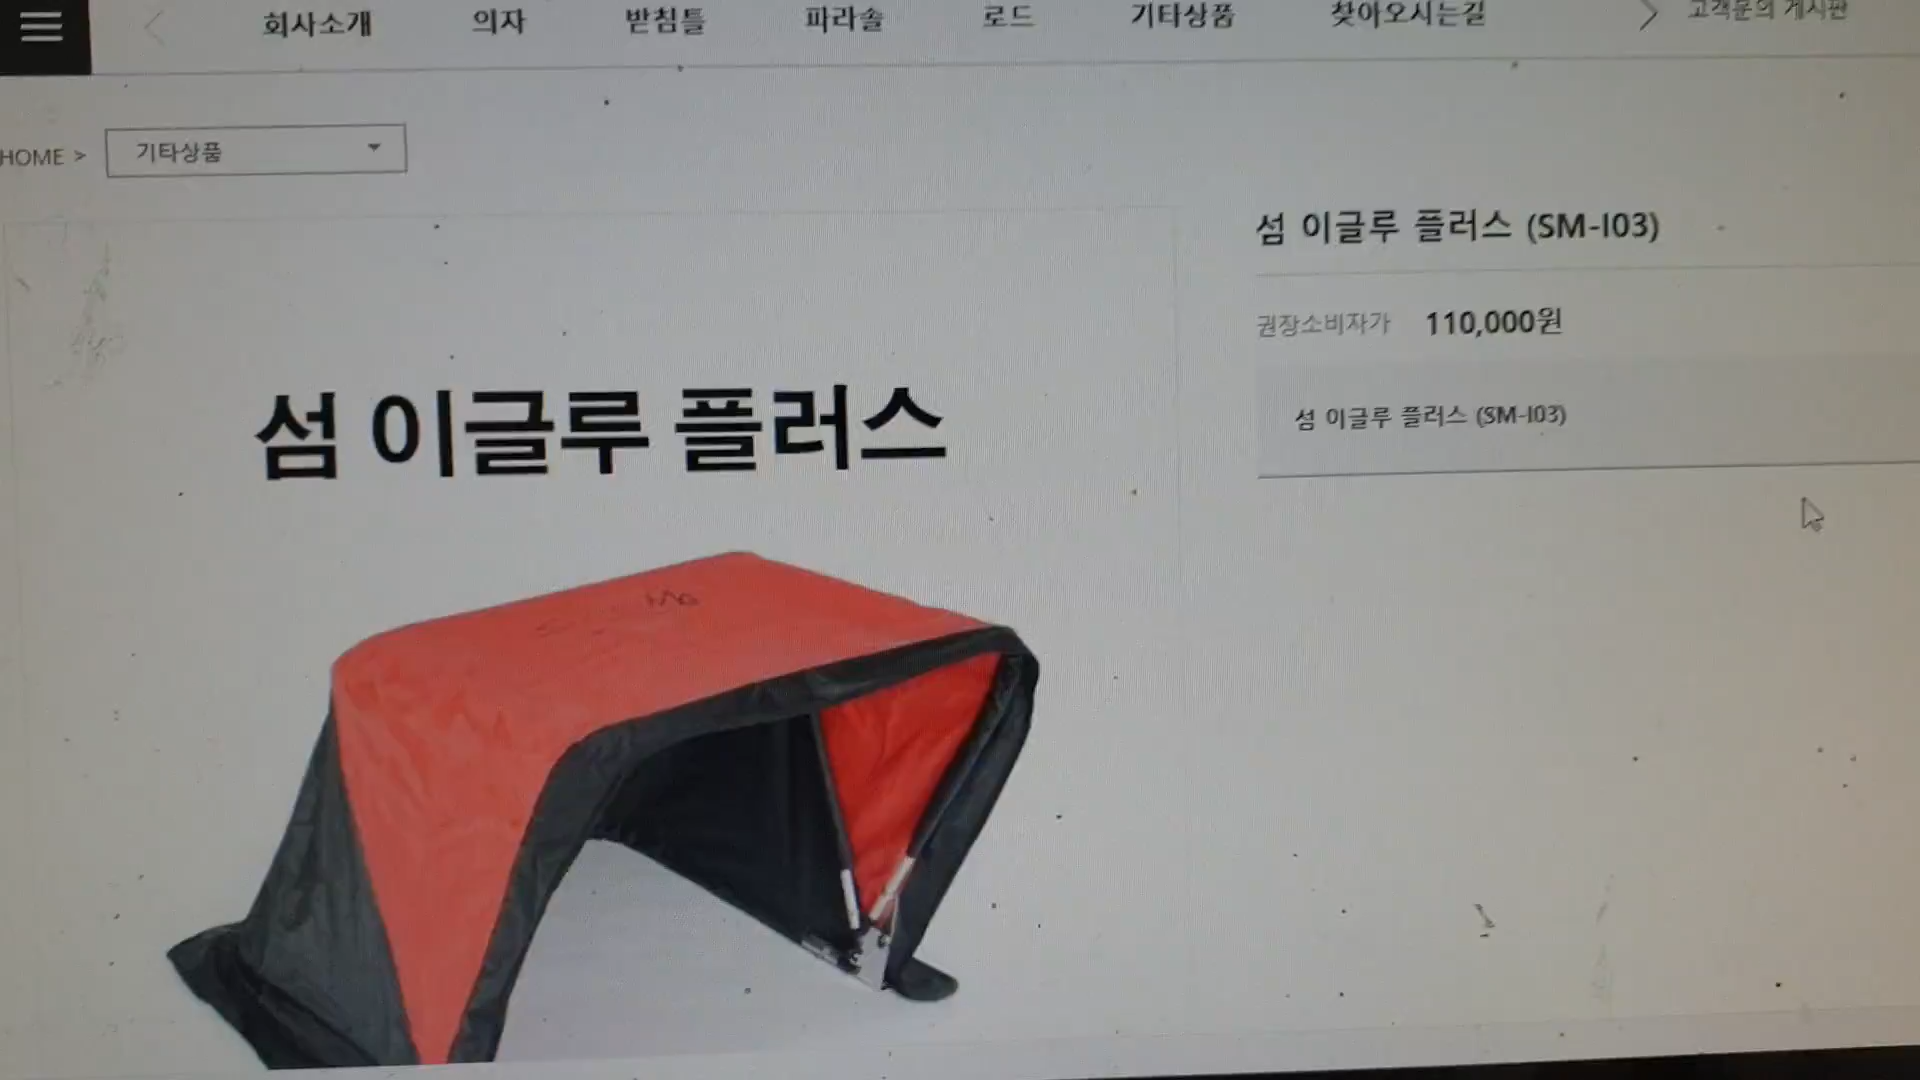 회사소개 의자 받침틀 파라솔 로드 기타상품 찾아오시는길 고객문의 게시판
HOME > 기타상품
섬 이글루 플러스 (SM-I03)
권장소비자가 110,000원
섬 이글루 플러스 (SM-I03)
섬 이글루 플러스